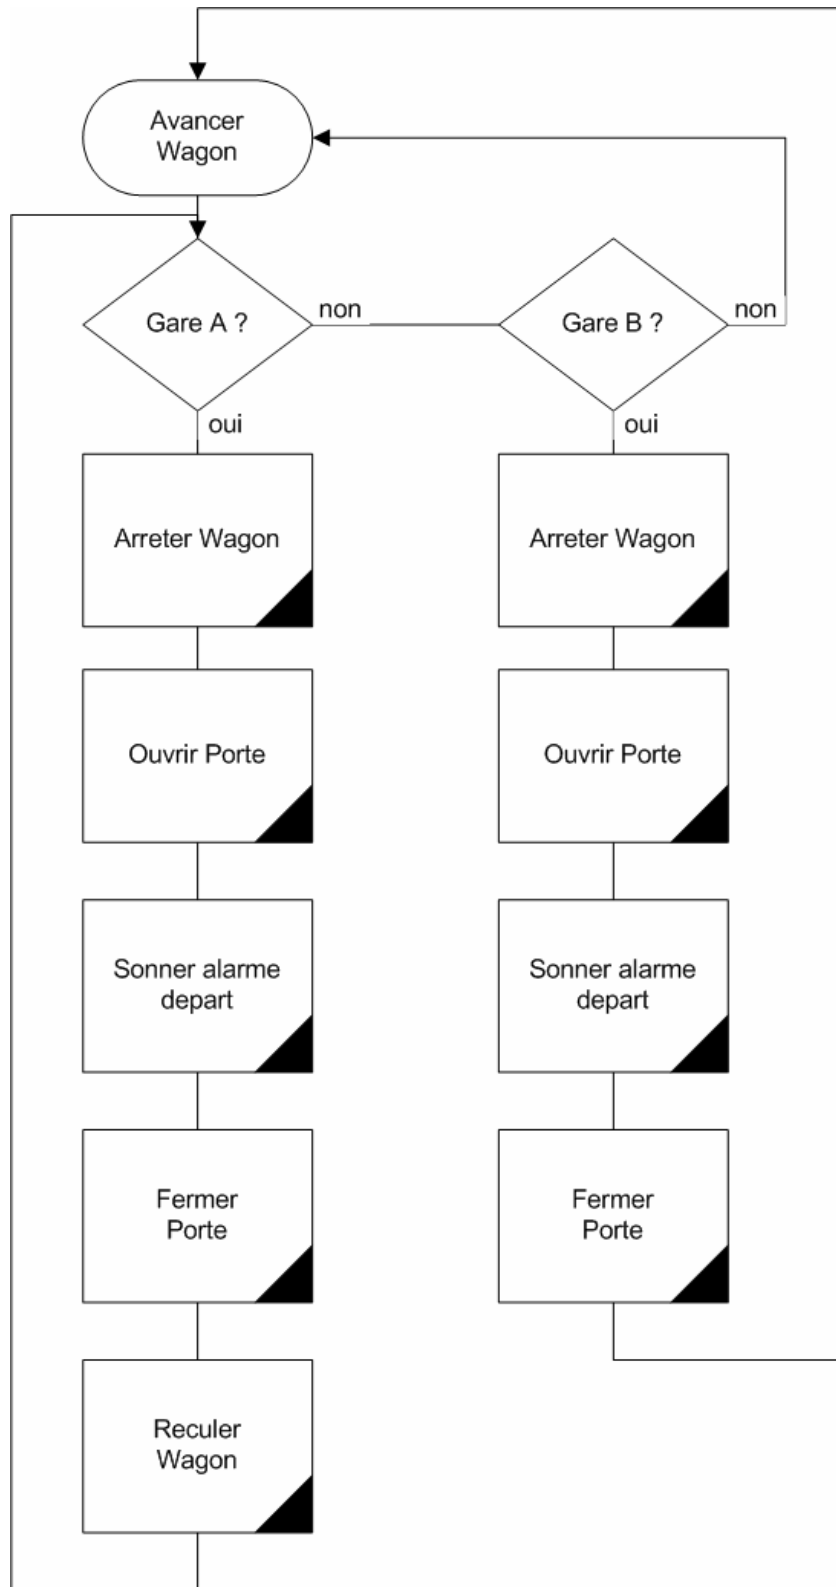 Avancer
Wagon
Gare A ?
non
Gare B ?
non
oui
oui
Arreter Wagon
Arreter Wagon
Ouvrir Porte
Ouvrir Porte
Sonner alarme
depart
Sonner alarme
depart
Fermer
Porte
Fermer
Porte
Reculer
Wagon